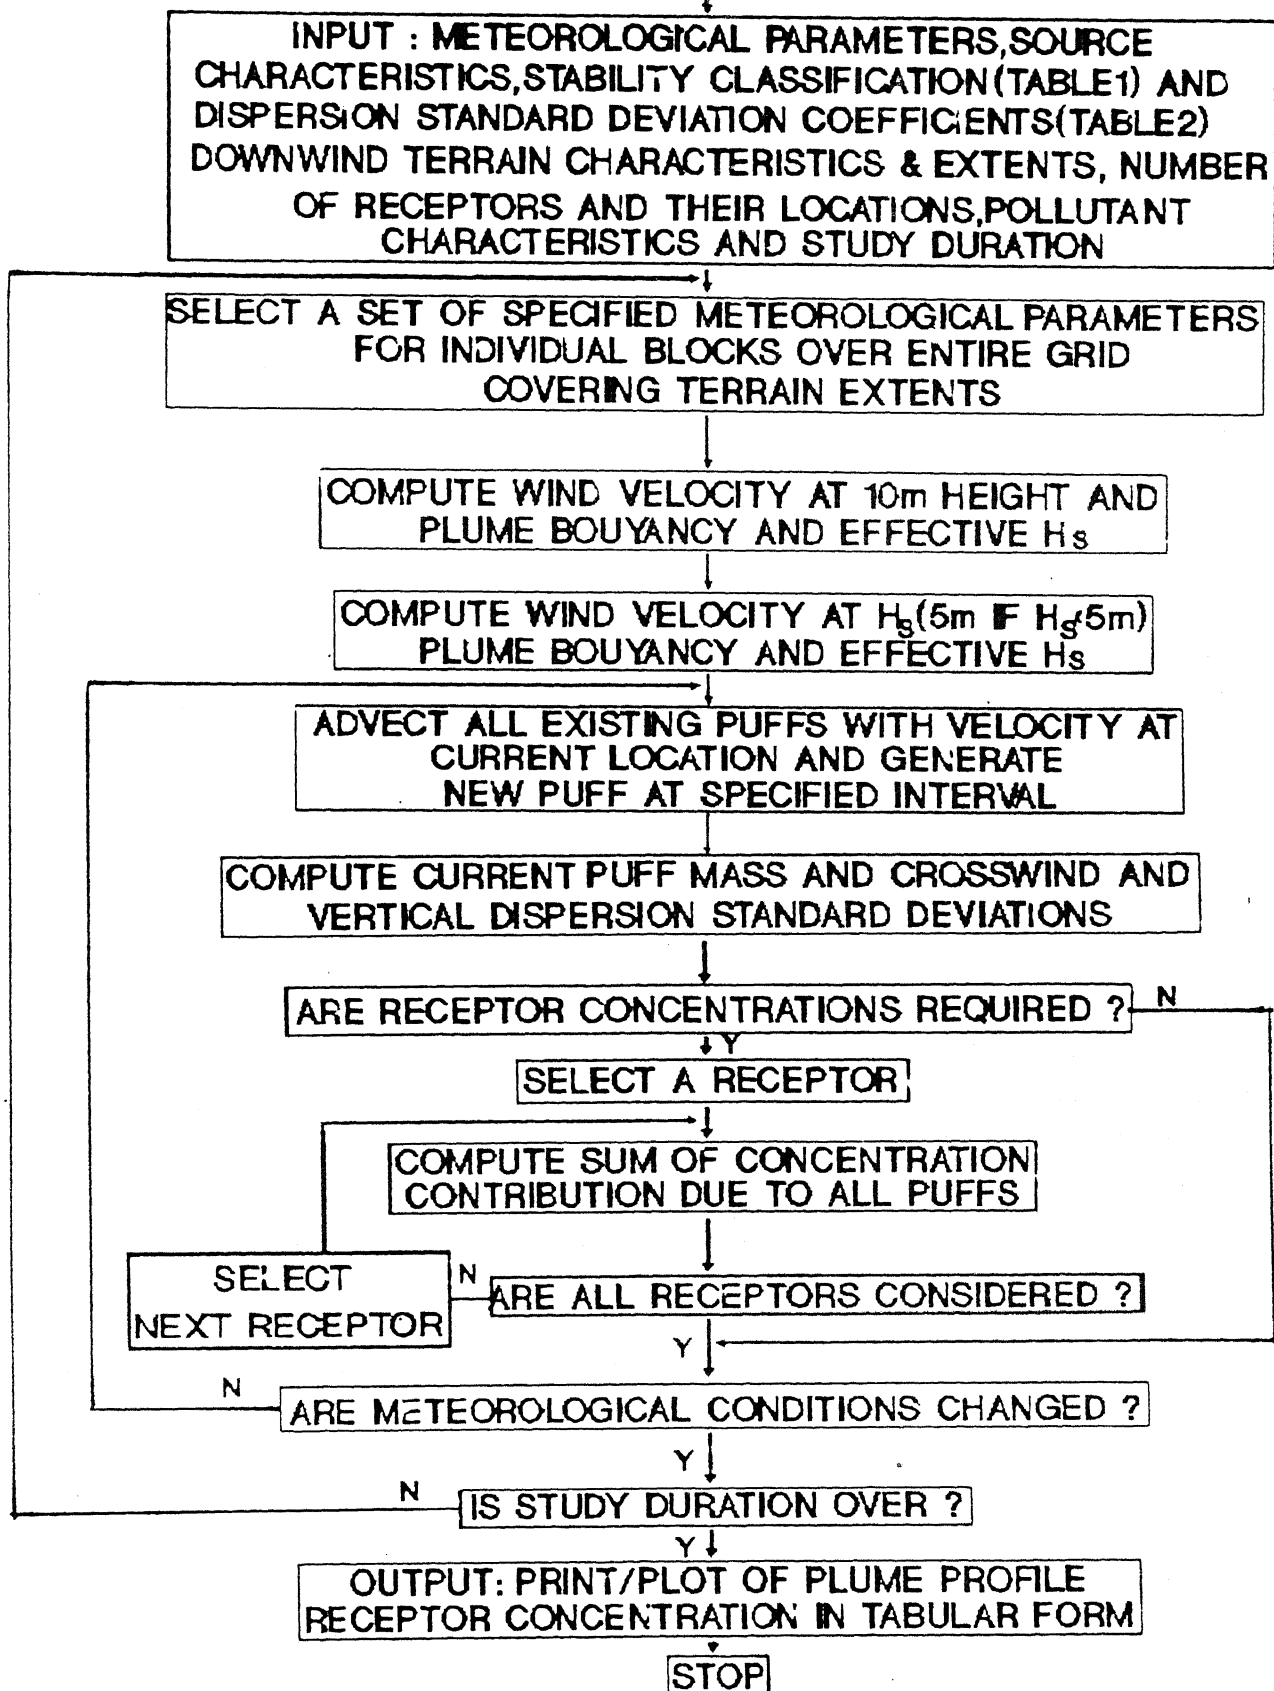 INPUT : METEOROLOGICAL PARAMETERS,SOURCE
CHARACTERISTICS,STABILITY CLASSIFICATION(TABLE1) AND
DISPERSION STANDARD DEVIATION COEFFICIENTS(TABLE2)
DOWNWIND TERRAIN CHARACTERISTICS & EXTENTS, NUMBER
OF RECEPTORS AND THEIR LOCATIONS,POLLUTANT
CHARACTERISTICS AND STUDY DURATION
SELECT A SET OF SPECIFIED METEOROLOGICAL PARAMETERS
FOR INDIVIDUAL BLOCKS OVER ENTIRE GRID
COVERING TERRAIN EXTENTS
COMPUTE WIND VELOCITY AT 10m HEIGHT AND
PLUME BOUYANCY AND EFFECTIVE Hs
COMPUTE WIND VELOCITY AT Hs(5m IF Hs<5m)
PLUME BOUYANCY AND EFFECTIVE Hs
ADVECT ALL EXISTING PUFFS WITH VELOCITY AT
CURRENT LOCATION AND GENERATE
NEW PUFF AT SPECIFIED INTERVAL
COMPUTE CURRENT PUFF MASS AND CROSSWIND AND
VERTICAL DISPERSION STANDARD DEVIATIONS
ARE RECEPTOR CONCENTRATIONS REQUIRED ?
N
Y
SELECT A RECEPTOR
COMPUTE SUM OF CONCENTRATION
CONTRIBUTION DUE TO ALL PUFFS
SELECT
NEXT RECEPTOR
N
ARE ALL RECEPTORS CONSIDERED ?
Y
N
ARE METEOROLOGICAL CONDITIONS CHANGED ?
Y
N
IS STUDY DURATION OVER ?
Y
OUTPUT: PRINT/PLOT OF PLUME PROFILE
RECEPTOR CONCENTRATION IN TABULAR FORM
STOP